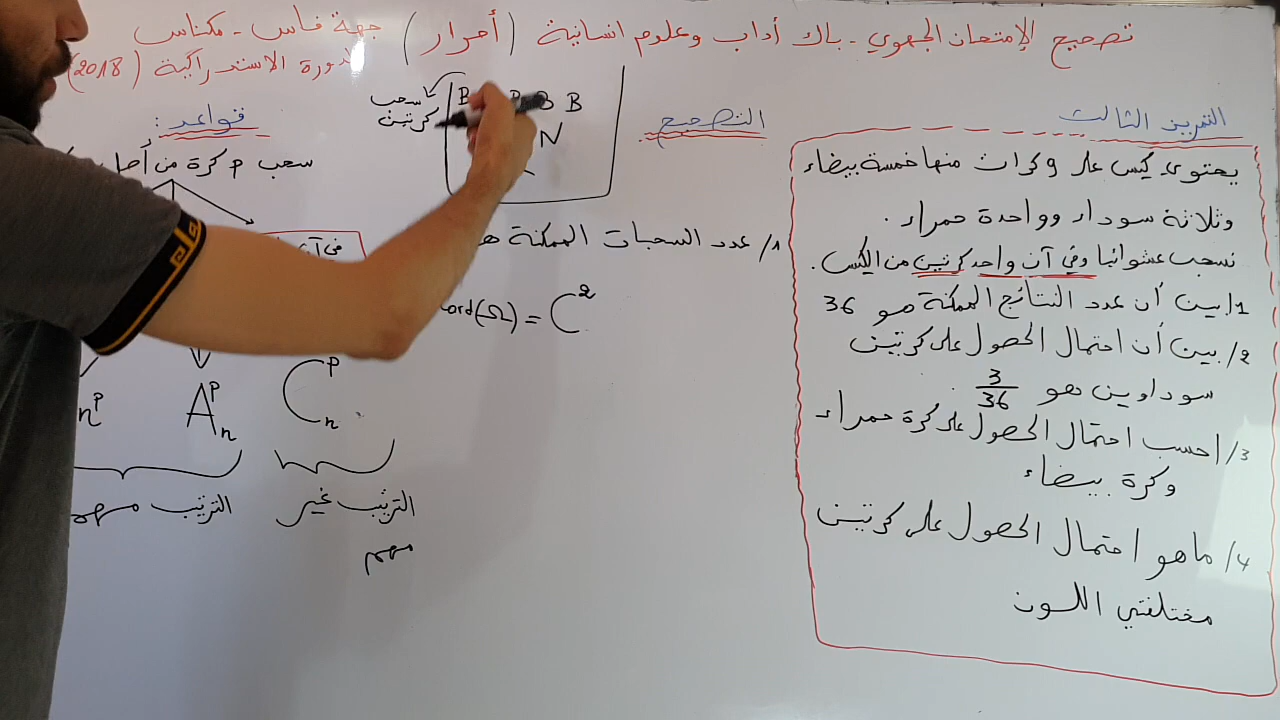 تصحيح الإمتحان الجهوي - باك أداب وعلوم انسانية (أحرار) جهة فاس - مكناس
الدورة الاستدراكية (2018)
التمرين الثالث
يحتوي كيس على 9 كرات منها خمسة بيضاء
وثلاثة سوداء وواحدة حمراء.
نسحب عشوائيا وفي آن واحد كرتين من الكيس.
1/ بين أن عدد النتائج الممكنة هو 36
2/ بين أن احتمال الحصول على كرتين
سوداوين هو 3/36.
3/ احسب احتمال الحصول على كرة حمراء
وكرة بيضاء
4/ ماهو احتمال الحصول على كرتين
مختلفتي اللون
التصحيح
سحب
كرتين
B B B B
N
1/ عدد السحبات الممكنة
card(Ω) = C²
قواعد:
سحب p كرة من أصل
في آ
n^p
A^p_n
C^p_n
الترتيب مهم
الترتيب غير
مهم